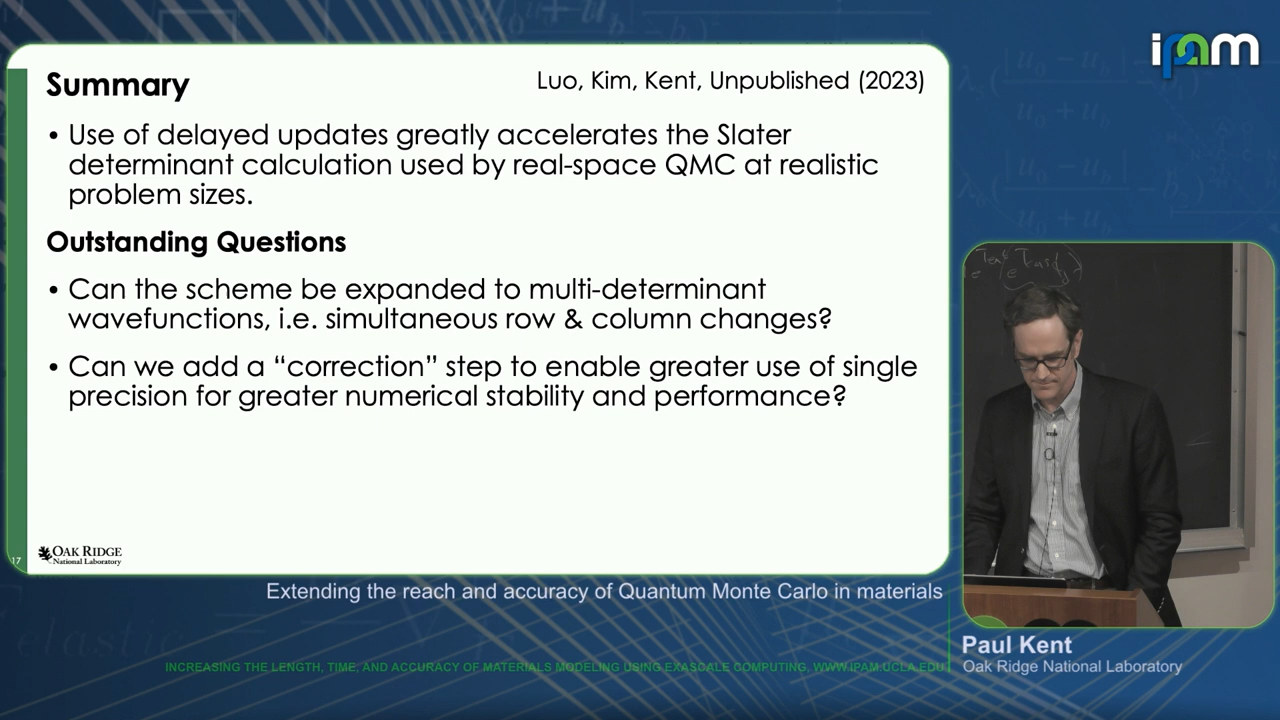 ipam
Summary
Luo, Kim, Kent, Unpublished (2023)
• Use of delayed updates greatly accelerates the Slater
determinant calculation used by real-space QMC at realistic
problem sizes.
Outstanding Questions
• Can the scheme be expanded to multi-determinant
wavefunctions, i.e. simultaneous row & column changes?
• Can we add a “correction” step to enable greater use of single
precision for greater numerical stability and performance?
17
OAK RIDGE
National Laboratory
Extending the reach and accuracy of Quantum Monte Carlo in materials
Paul Kent
Oak Ridge National Laboratory
INCREASING THE LENGTH, TIME, AND ACCURACY OF MATERIALS MODELING USING EXASCALE COMPUTING, WWW.IPAM.UCLA.EDU
elastic